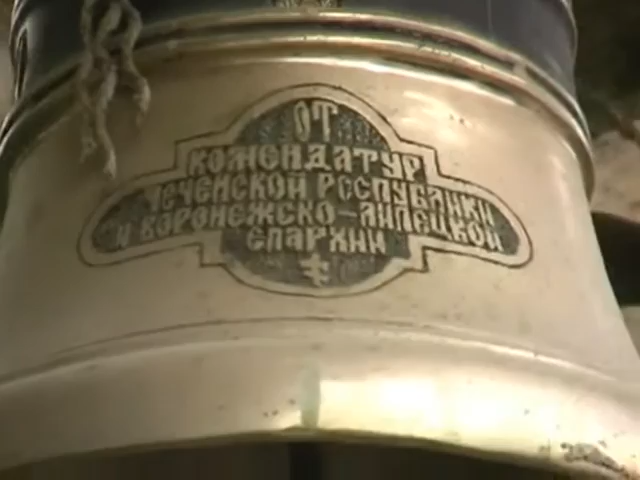 ОТ
КОМЕНДАТУР
ЧЕЧЕНСКОЙ РЕСПУБЛИКИ
И ВОРОНЕЖСКО-ЛИПЕЦКОЙ
ЕПАРХИИ